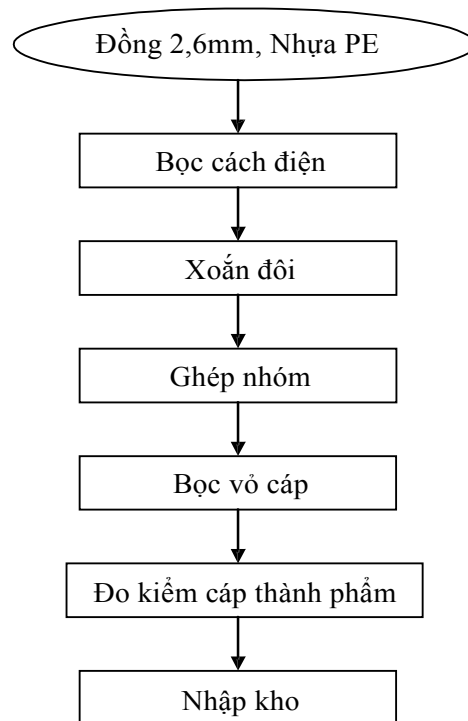 Đồng 2,6mm, Nhựa PE
Bọc cách điện
Xoắn đôi
Ghép nhóm
Bọc vỏ cáp
Đo kiểm cáp thành phẩm
Nhập kho